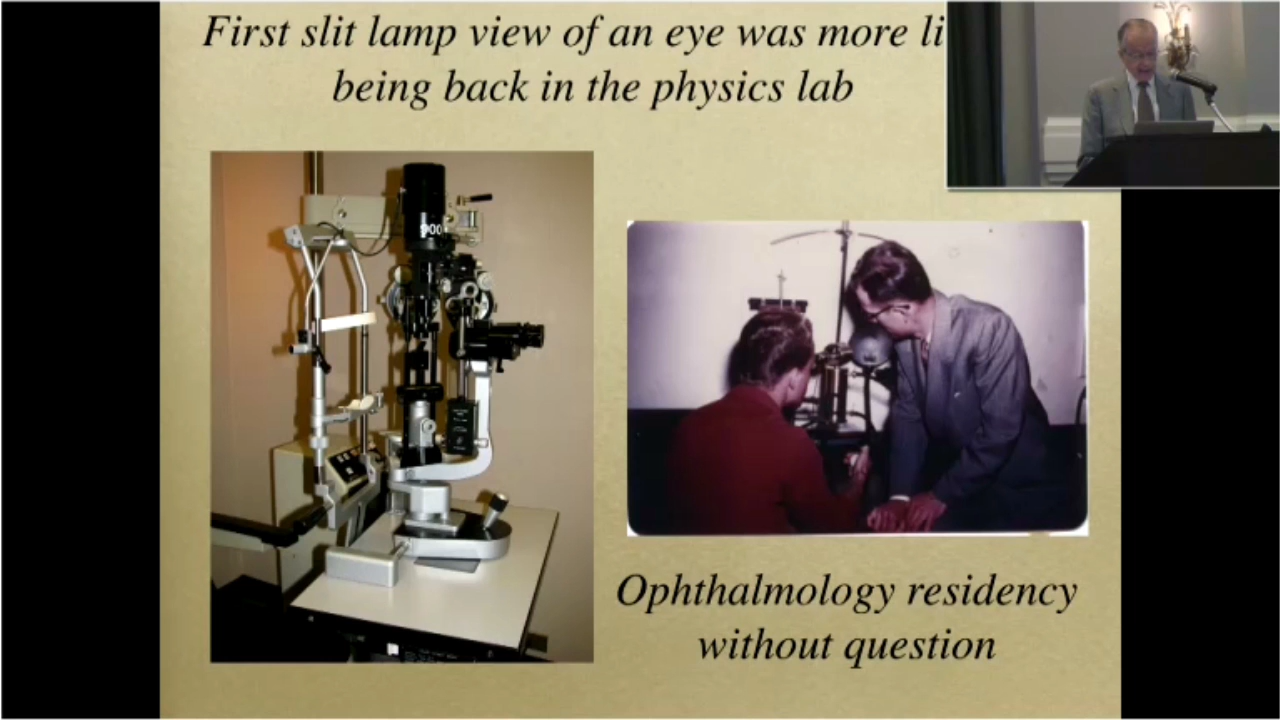 First slit lamp view of an eye was more li
being back in the physics lab
900
Ophthalmology residency
without question